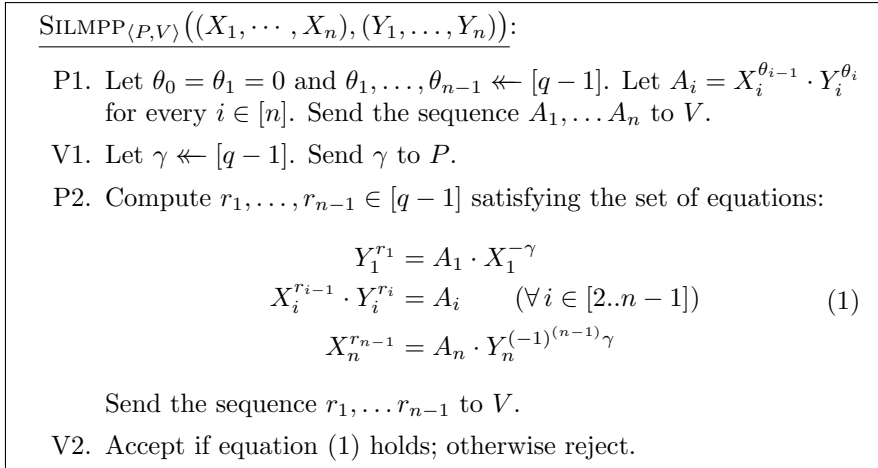 SILMPP⟨P,V⟩((X₁, ⋯ , Xₙ), (Y₁, …, Yₙ)):
P1. Let θ₀ = θ₁ = 0 and θ₁, …, θₙ₋₁ ↞ [q − 1]. Let Aᵢ = Xᵢ^{θᵢ₋₁} · Yᵢ^{θᵢ}
for every i ∈ [n]. Send the sequence A₁, … Aₙ to V.
V1. Let γ ↞ [q − 1]. Send γ to P.
P2. Compute r₁, …, rₙ₋₁ ∈ [q − 1] satisfying the set of equations:
Y₁^{r₁} = A₁ · X₁^{−γ}
Xᵢ^{rᵢ₋₁} · Yᵢ^{rᵢ} = Aᵢ (∀ i ∈ [2..n − 1]) (1)
Xₙ^{rₙ₋₁} = Aₙ · Yₙ^{(−1)^{(n−1)}γ}
Send the sequence r₁, … rₙ₋₁ to V.
V2. Accept if equation (1) holds; otherwise reject.